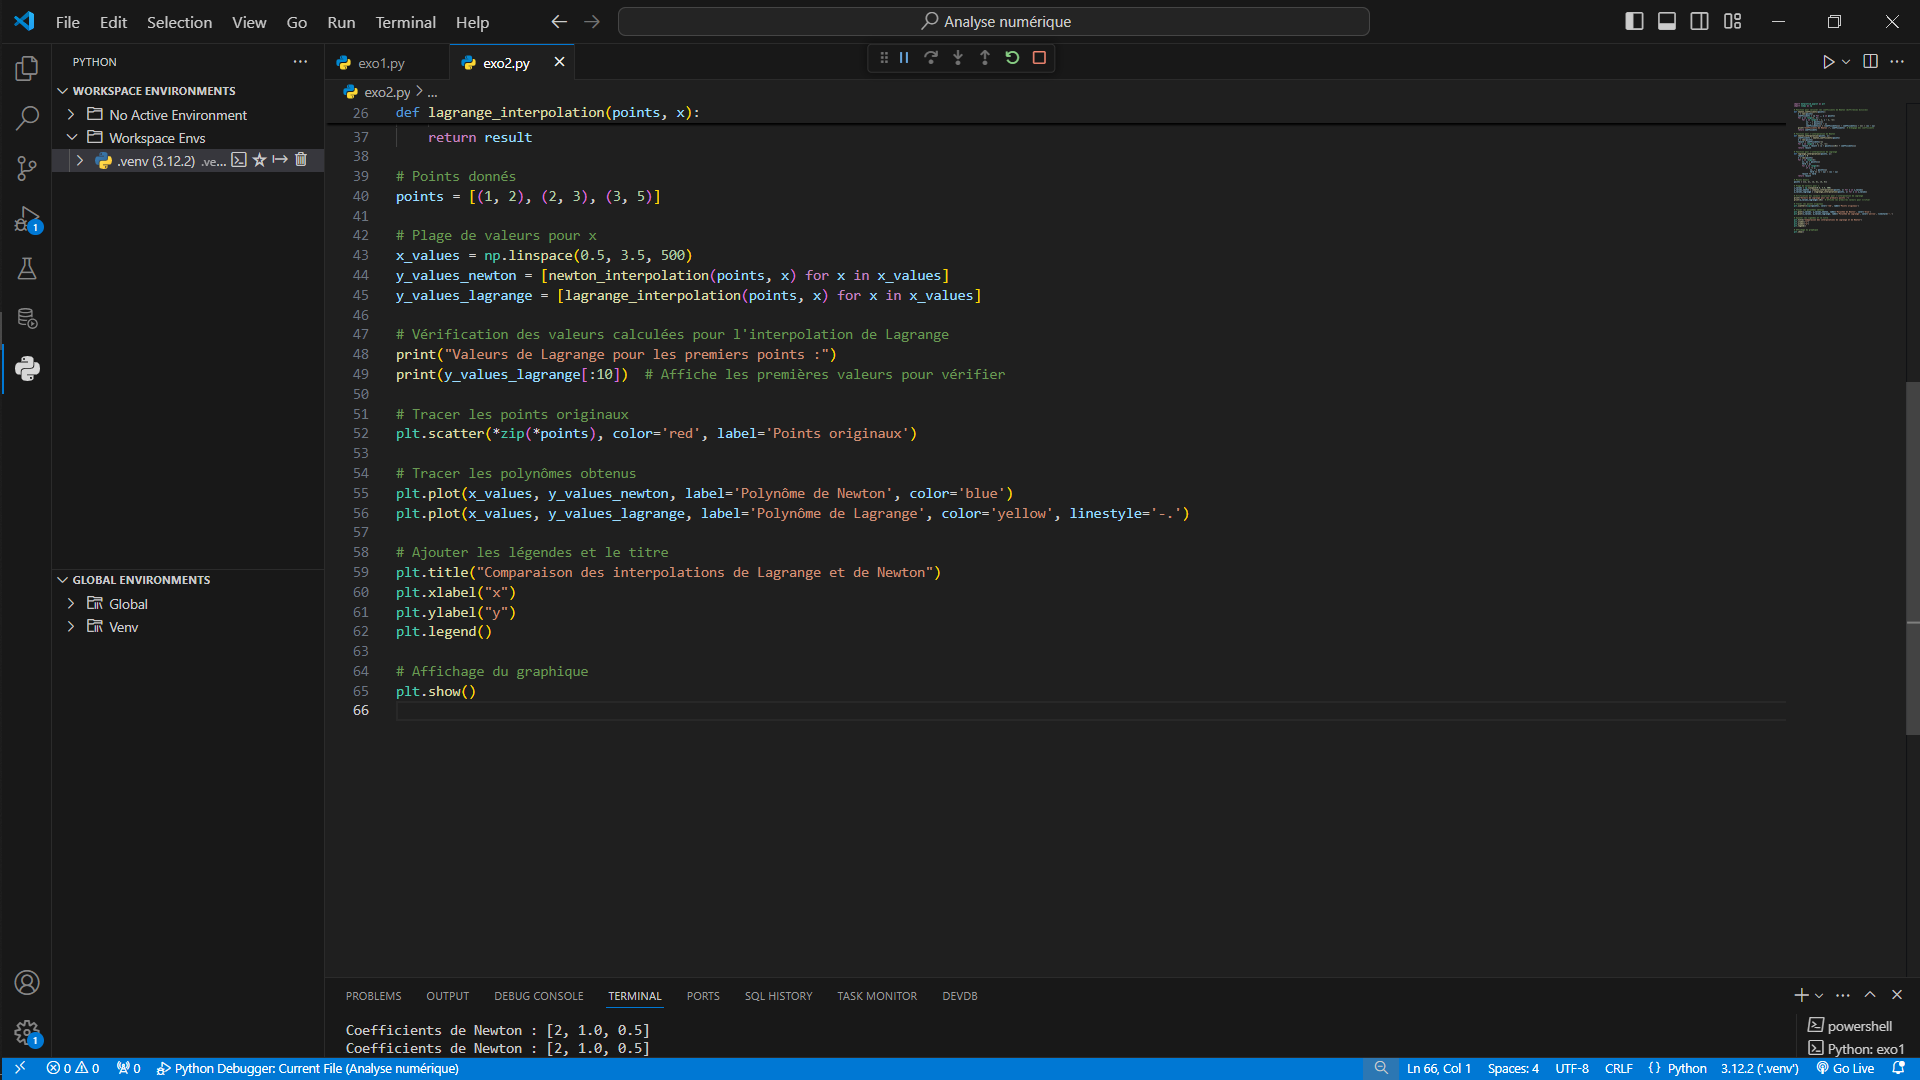 File Edit Selection View Go Run Terminal Help
Analyse numérique
PYTHON
WORKSPACE ENVIRONMENTS
No Active Environment
Workspace Envs
.venv (3.12.2) .ve...
GLOBAL ENVIRONMENTS
Global
Venv
1
1
exo1.py
exo2.py
exo2.py > ...
26 def lagrange_interpolation(points, x):
37 return result
38
39 # Points donnés
40 points = [(1, 2), (2, 3), (3, 5)]
41
42 # Plage de valeurs pour x
43 x_values = np.linspace(0.5, 3.5, 500)
44 y_values_newton = [newton_interpolation(points, x) for x in x_values]
45 y_values_lagrange = [lagrange_interpolation(points, x) for x in x_values]
46
47 # Vérification des valeurs calculées pour l'interpolation de Lagrange
48 print("Valeurs de Lagrange pour les premiers points :")
49 print(y_values_lagrange[:10])  # Affiche les premières valeurs pour vérifier
50
51 # Tracer les points originaux
52 plt.scatter(*zip(*points), color='red', label='Points originaux')
53
54 # Tracer les polynômes obtenus
55 plt.plot(x_values, y_values_newton, label='Polynôme de Newton', color='blue')
56 plt.plot(x_values, y_values_lagrange, label='Polynôme de Lagrange', color='yellow', linestyle='-.')
57
58 # Ajouter les légendes et le titre
59 plt.title("Comparaison des interpolations de Lagrange et de Newton")
60 plt.xlabel("x")
61 plt.ylabel("y")
62 plt.legend()
63
64 # Affichage du graphique
65 plt.show()
66
PROBLEMS OUTPUT DEBUG CONSOLE TERMINAL PORTS SQL HISTORY TASK MONITOR DEVDB
Coefficients de Newton : [2, 1.0, 0.5]
Coefficients de Newton : [2, 1.0, 0.5]
powershell
Python: exo1
0 0 0 Python Debugger: Current File (Analyse numérique)
Ln 66, Col 1 Spaces: 4 UTF-8 CRLF {} Python 3.12.2 ('.venv') Go Live